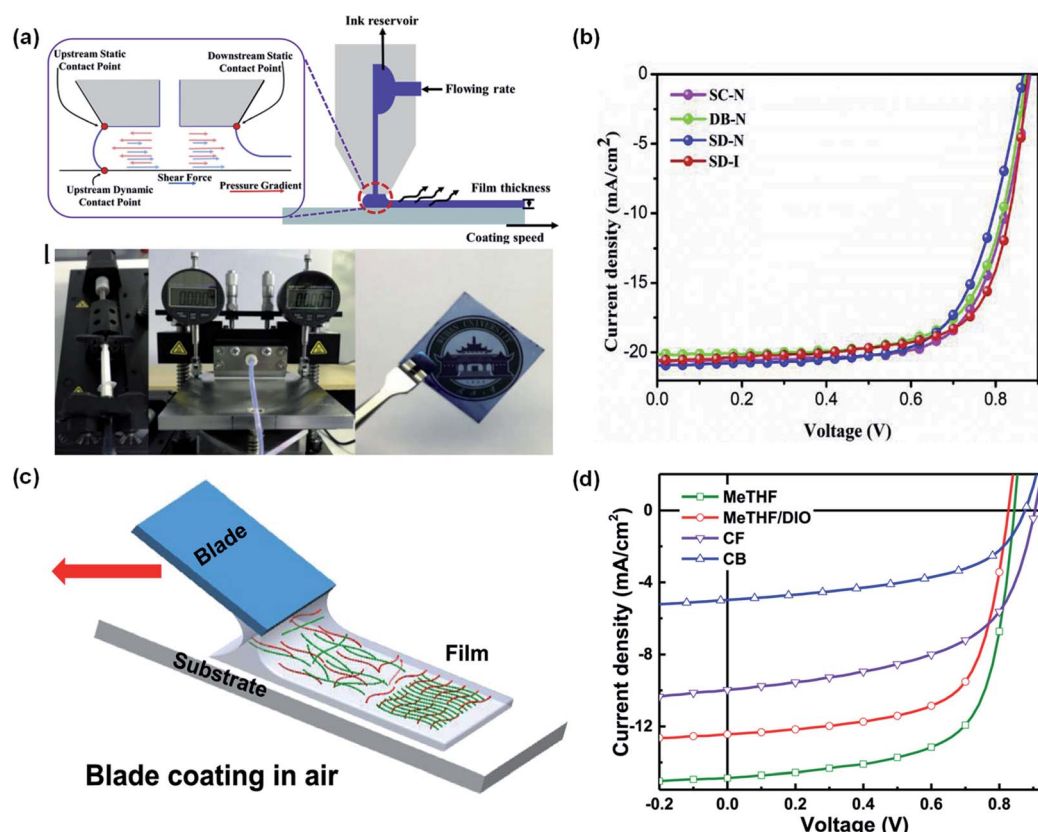 (a)
Ink reservoir
Upstream Static
Contact Point
Downstream Static
Contact Point
Flowing rate
Shear Force
Pressure Gradient
Upstream Dynamic
Contact Point
Film thickness
Coating speed
(b)
SC-N
DB-N
SD-N
SD-I
0
-5
-10
-15
-20
Current density (mA/cm²)
0.0
0.2
0.4
0.6
0.8
Voltage (V)
(c)
Blade
Substrate
Film
Blade coating in air
(d)
MeTHF
MeTHF/DIO
CF
CB
0
-4
-8
-12
Current density (mA/cm²)
-0.2
0.0
0.2
0.4
0.6
0.8
Voltage (V)